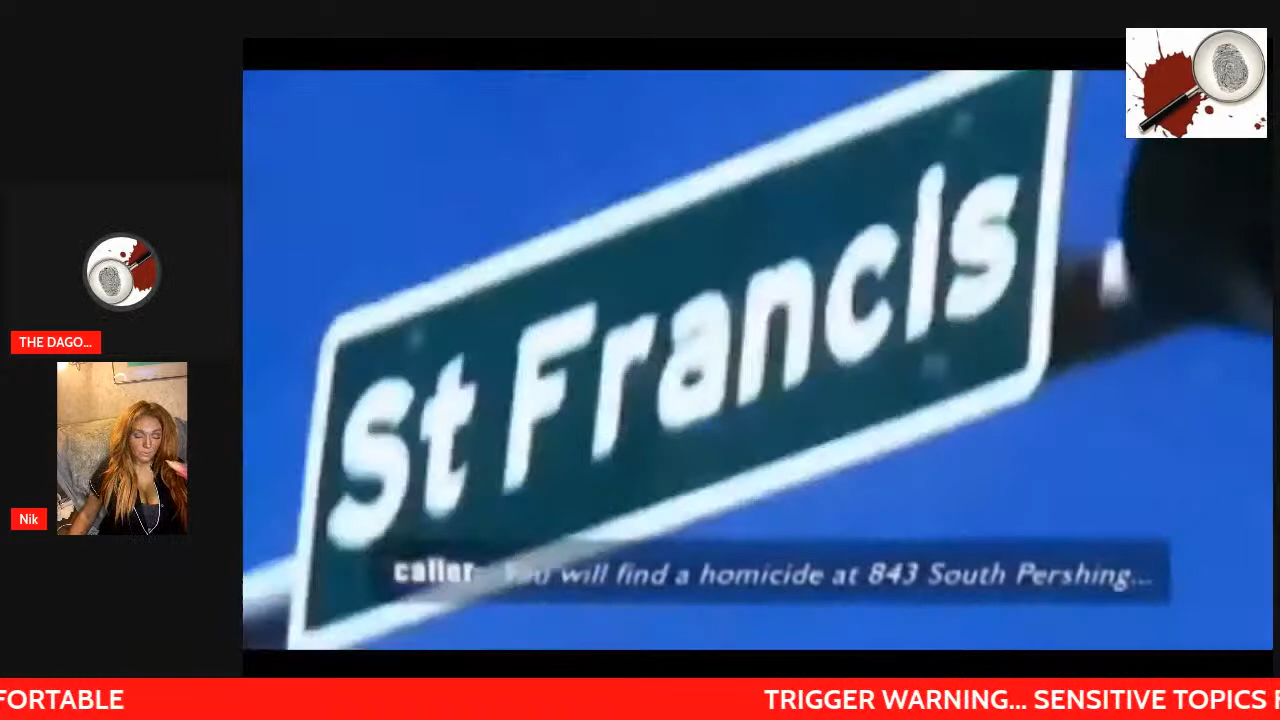 St Francis
caller- You will find a homicide at 843 South Pershing...
THE DAGO...
Nik
FORTABLE
TRIGGER WARNING... SENSITIVE TOPICS